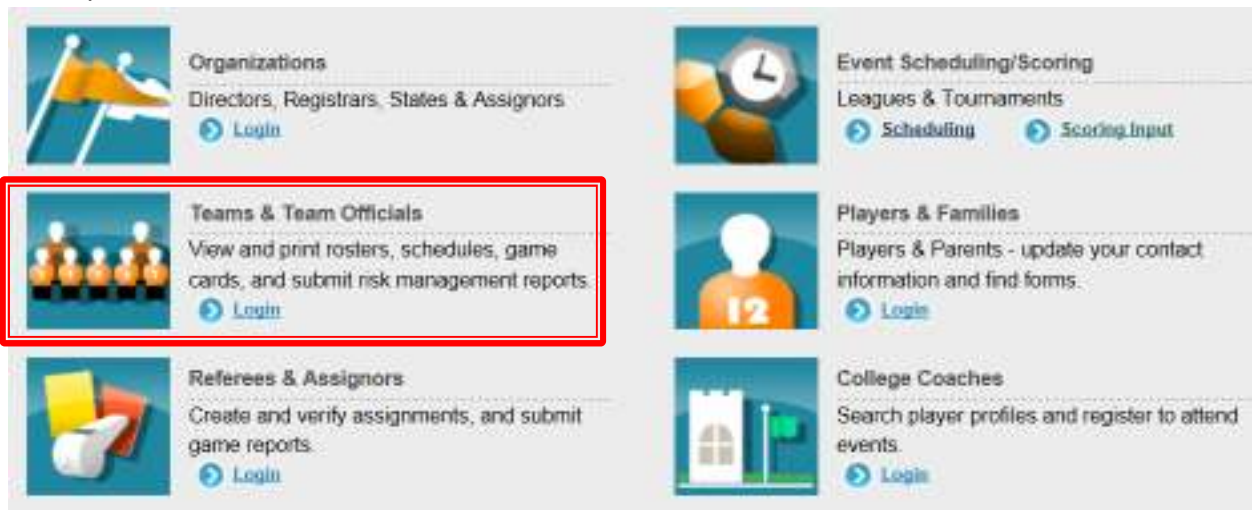 Organizations
Directors, Registrars, States & Assignors
Login
Event Scheduling/Scoring
Leagues & Tournaments
Scheduling Scoring Input
Teams & Team Officials
View and print rosters, schedules, game
cards, and submit risk management reports.
Login
Players & Families
Players & Parents - update your contact
information and find forms.
Login
12
Referees & Assignors
Create and verify assignments, and submit
game reports.
Login
College Coaches
Search player profiles and register to attend
events.
Login